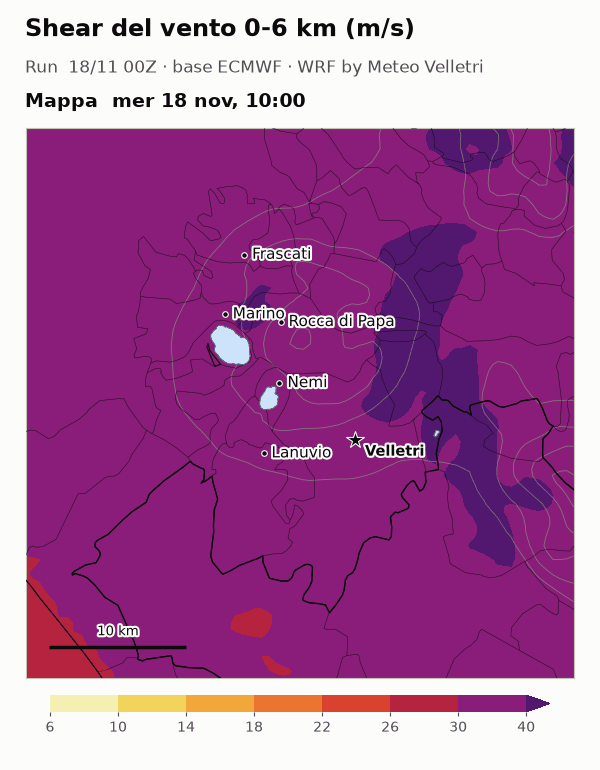 Shear del vento 0-6 km (m/s)
Run  18/11 00Z · base ECMWF · WRF by Meteo Velletri
Mappa  mer 18 nov, 10:00
Frascati
Marino
Rocca di Papa
Nemi
Velletri
Lanuvio
10 km
6 10 14 18 22 26 30 40